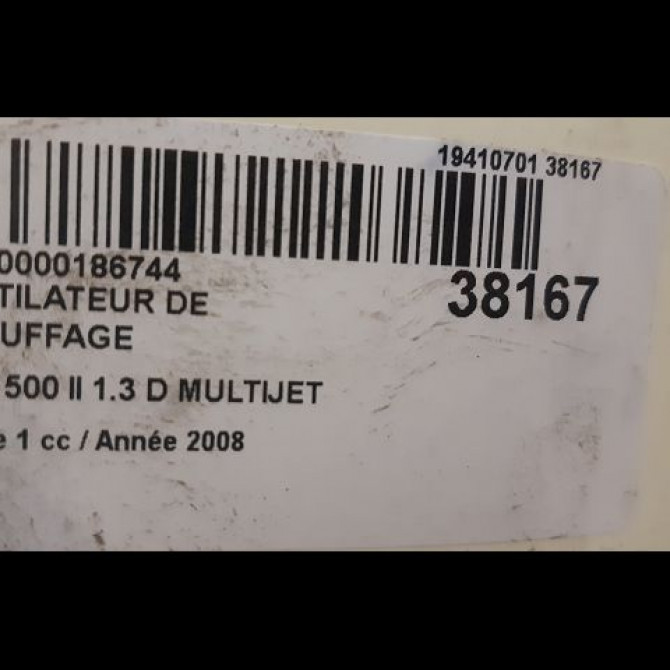 19410701 38167
0000186744
38167
TILATEUR DE
UFFAGE
500 II 1.3 D MULTIJET
e 1 cc / Année 2008